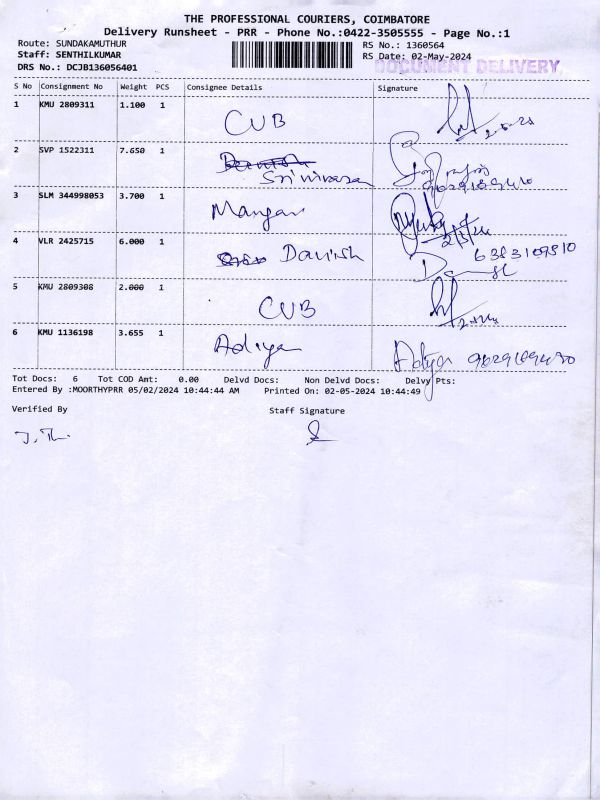 THE PROFESSIONAL COURIERS, COIMBATORE
Delivery Runsheet - PRR - Phone No.:0422-3505555 - Page No.:1
Route: SUNDAKAMUTHUR
Staff: SENTHILKUMAR
DRS No.: DCJB136056401
RS No.: 1360564
RS Date: 02-May-2024
DOCUMENT DELIVERY
S No Consignment No Weight PCS Consignee Details Signature
1 KMU 2809311 1.100 1 CUB
2 SVP 1522311 7.650 1
Srinivasan
3 SLM 344998053 3.700 1 Mangai
4 VLR 2425715 6.000 1 Danish 6383109810
5 KMU 2809308 2.000 1 CUB
6 KMU 1136198 3.655 1 Adiya Adiya
Tot Docs: 6 Tot COD Amt: 0.00 Delvd Docs: Non Delvd Docs: Delvy Pts:
Entered By :MOORTHYPRR 05/02/2024 10:44:44 AM Printed On: 02-05-2024 10:44:49
Verified By Staff Signature